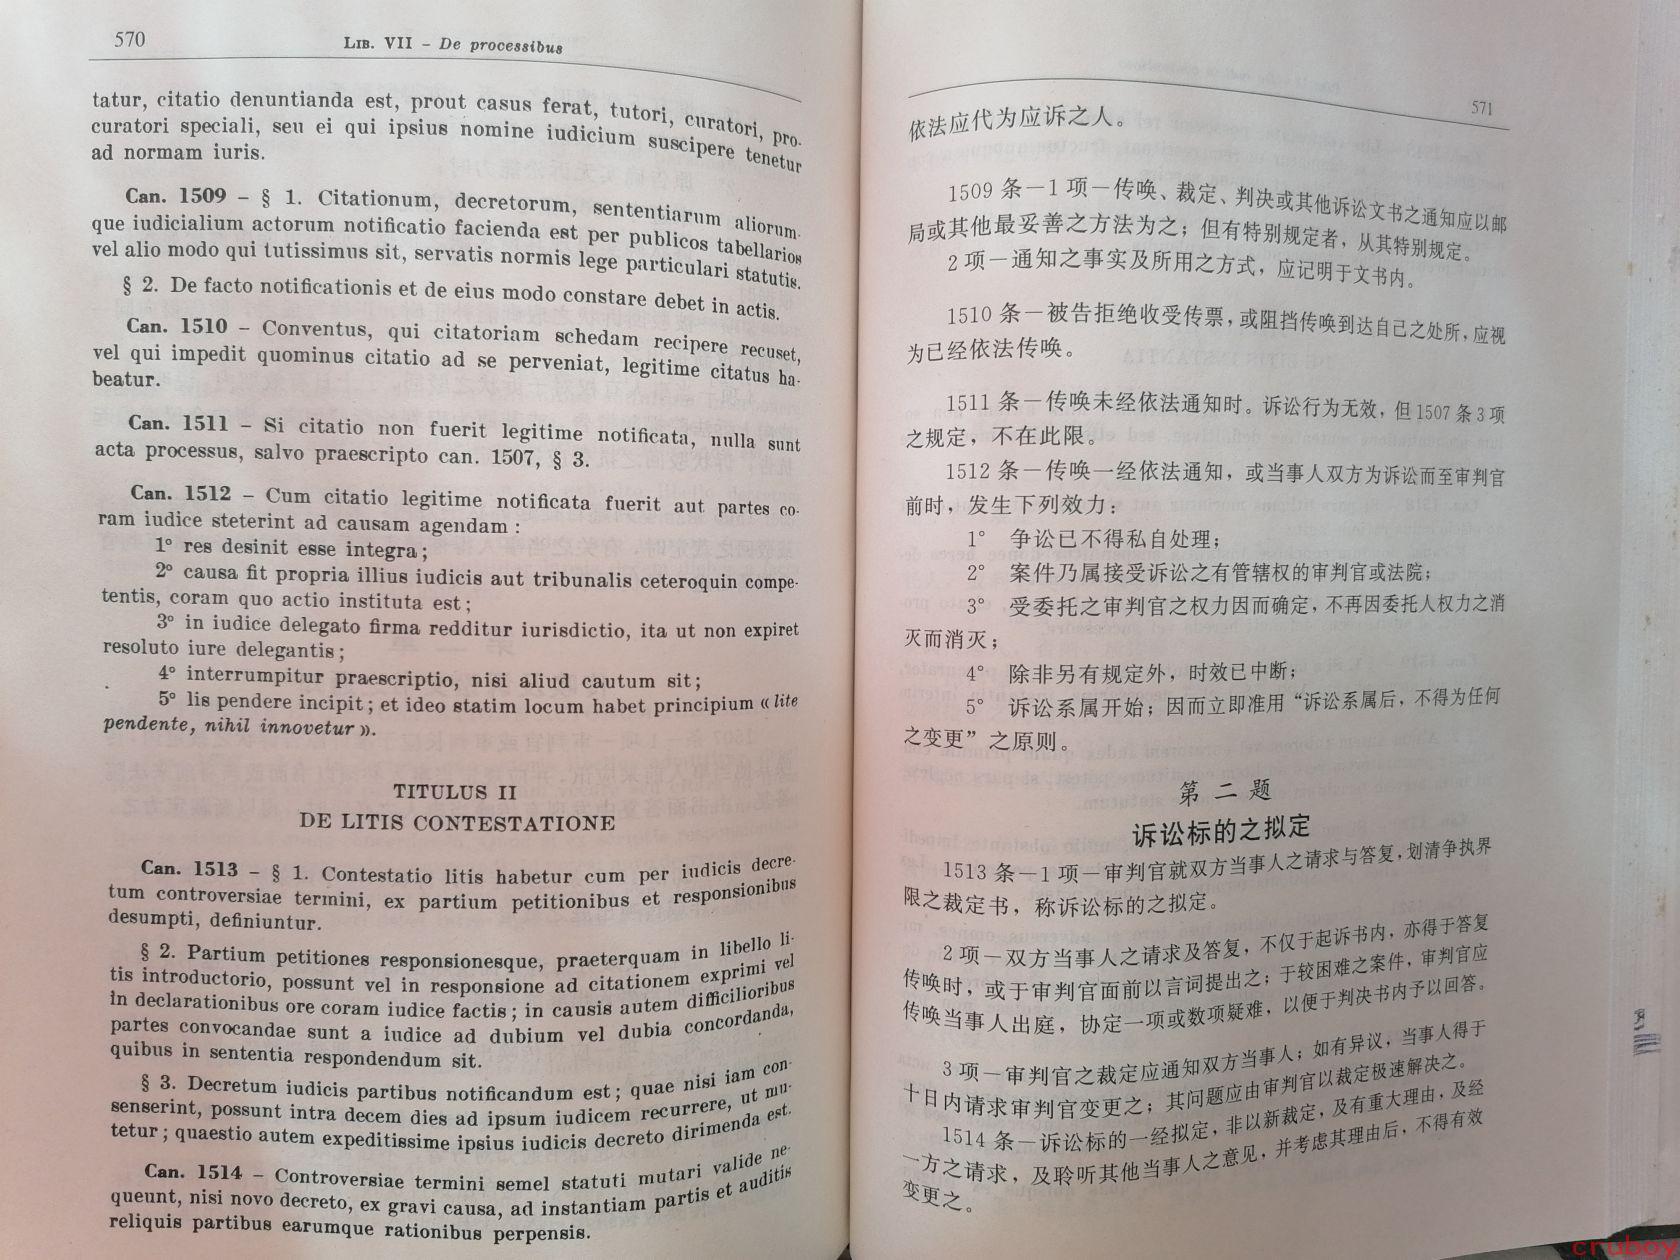 570
LIB. VII – De processibus
tatur, citatio denuntianda est, prout casus ferat, tutori, curatori, pro-
curatori speciali, seu ei qui ipsius nomine iudicium suscipere tenetur
ad normam iuris.
Can. 1509 – § 1. Citationum, decretorum, sententiarum aliorum-
que iudicialium actorum notificatio facienda est per publicos tabellarios
vel alio modo qui tutissimus sit, servatis normis lege particulari statutis.
§ 2. De facto notificationis et de eius modo constare debet in actis.
Can. 1510 – Conventus, qui citatoriam schedam recipere recuset,
vel qui impedit quominus citatio ad se perveniat, legitime citatus ha-
beatur.
Can. 1511 – Si citatio non fuerit legitime notificata, nulla sunt
acta processus, salvo praescripto can. 1507, § 3.
Can. 1512 – Cum citatio legitime notificata fuerit aut partes co-
ram iudice steterint ad causam agendam :
1° res desinit esse integra ;
2° causa fit propria illius iudicis aut tribunalis ceteroquin compe-
tentis, coram quo actio instituta est ;
3° in iudice delegato firma redditur iurisdictio, ita ut non expiret
resoluto iure delegantis ;
4° interrumpitur praescriptio, nisi aliud cautum sit ;
5° lis pendere incipit ; et ideo statim locum habet principium « lite
pendente, nihil innovetur ».
TITULUS II
DE LITIS CONTESTATIONE
Can. 1513 – § 1. Contestatio litis habetur cum per iudicis decre-
tum controversiae termini, ex partium petitionibus et responsionibus
desumpti, definiuntur.
§ 2. Partium petitiones responsionesque, praeterquam in libello li-
tis introductorio, possunt vel in responsione ad citationem exprimi vel
in declarationibus ore coram iudice factis ; in causis autem difficilioribus
partes convocandae sunt a iudice ad dubium vel dubia concordanda,
quibus in sententia respondendum sit.
§ 3. Decretum iudicis partibus notificandum est ; quae nisi iam con-
senserint, possunt intra decem dies ad ipsum iudicem recurrere, ut mu-
tetur ; quaestio autem expeditissime ipsius iudicis decreto dirimenda est.
Can. 1514 – Controversiae termini semel statuti mutari valide ne-
queunt, nisi novo decreto, ex gravi causa, ad instantiam partis et auditis
reliquis partibus earumque rationibus perpensis.
571
依法应代为应诉之人。
1509 条－1 项－传唤、裁定、判决或其他诉讼文书之通知应以邮
局或其他最妥善之方法为之；但有特别规定者，从其特别规定。
2 项－通知之事实及所用之方式，应记明于文书内。
1510 条－被告拒绝收受传票，或阻挡传唤到达自己之处所，应视
为已经依法传唤。
1511 条－传唤未经依法通知时。诉讼行为无效，但1507 条 3 项
之规定，不在此限。
1512 条－传唤一经依法通知，或当事人双方为诉讼而至审判官
前时，发生下列效力：
1° 争讼已不得私自处理；
2° 案件乃属接受诉讼之有管辖权的审判官或法院；
3° 受委托之审判官之权力因而确定，不再因委托人权力之消
灭而消灭；
4° 除非另有规定外，时效已中断；
5° 诉讼系属开始；因而立即准用“诉讼系属后，不得为任何
之变更”之原则。
第 二 题
诉讼标的之拟定
1513 条－1 项－审判官就双方当事人之请求与答复，划清争执界
限之裁定书，称诉讼标的之拟定。
2 项－双方当事人之请求及答复，不仅于起诉书内，亦得于答复
传唤时，或于审判官面前以言词提出之；于较困难之案件，审判官应
传唤当事人出庭，协定一项或数项疑难，以便于判决书内予以回答。
3 项－审判官之裁定应通知双方当事人；如有异议，当事人得于
十日内请求审判官变更之；其问题应由审判官以裁定极速解决之。
1514 条－诉讼标的一经拟定，非以新裁定，及有重大理由，及经
一方之请求，及聆听其他当事人之意见，并考虑其理由后，不得有效
变更之。
cruboy